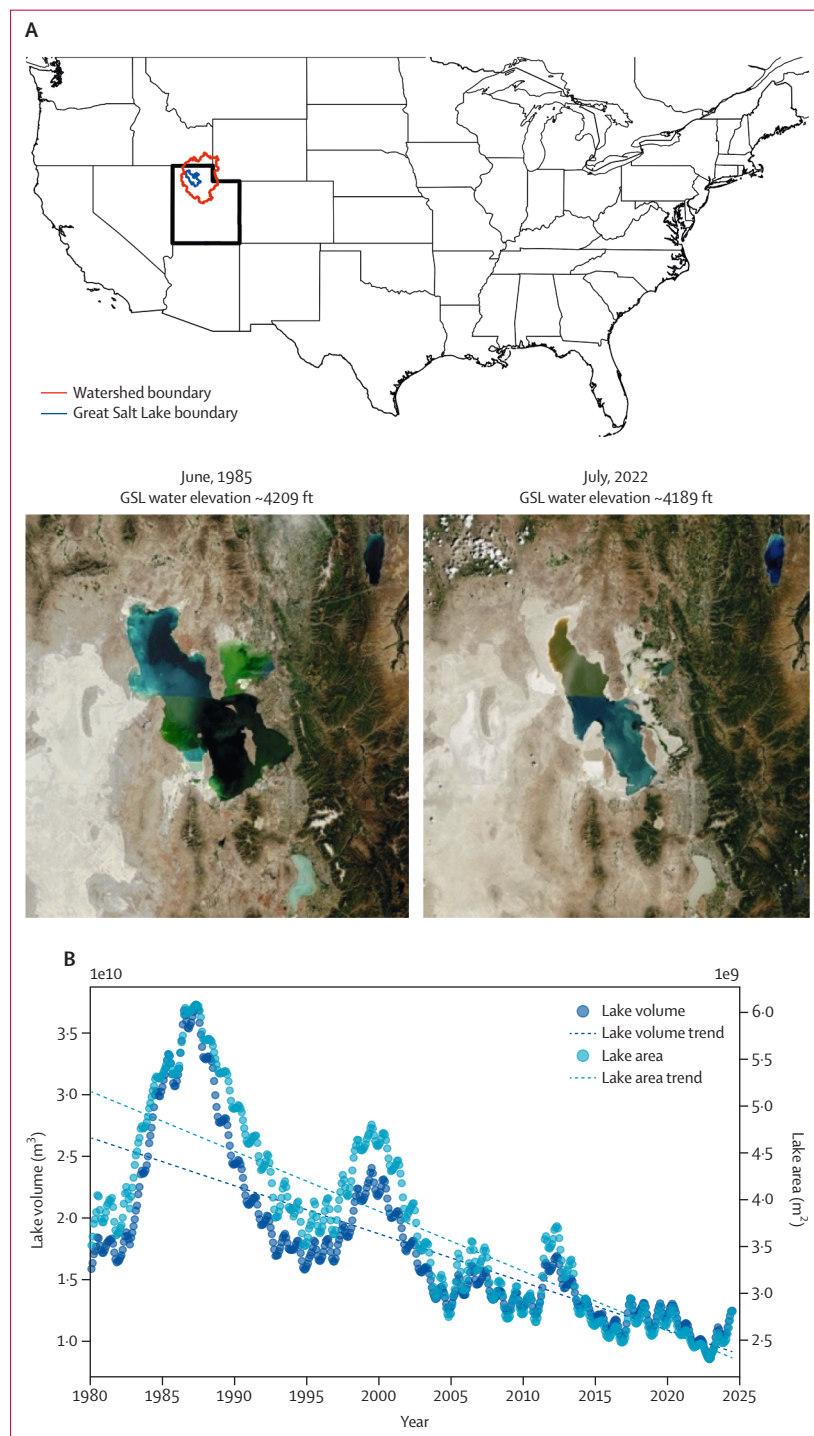 A
Watershed boundary
Great Salt Lake boundary
June, 1985
GSL water elevation ~4209 ft
July, 2022
GSL water elevation ~4189 ft
B
1e10
1e9
Lake volume
Lake volume trend
Lake area
Lake area trend
3·5
3·0
2·5
2·0
1·5
1·0
Lake volume (m³)
6·0
5·5
5·0
4·5
4·0
3·5
3·0
2·5
Lake area (m²)
1980
1985
1990
1995
2000
2005
2010
2015
2020
2025
Year